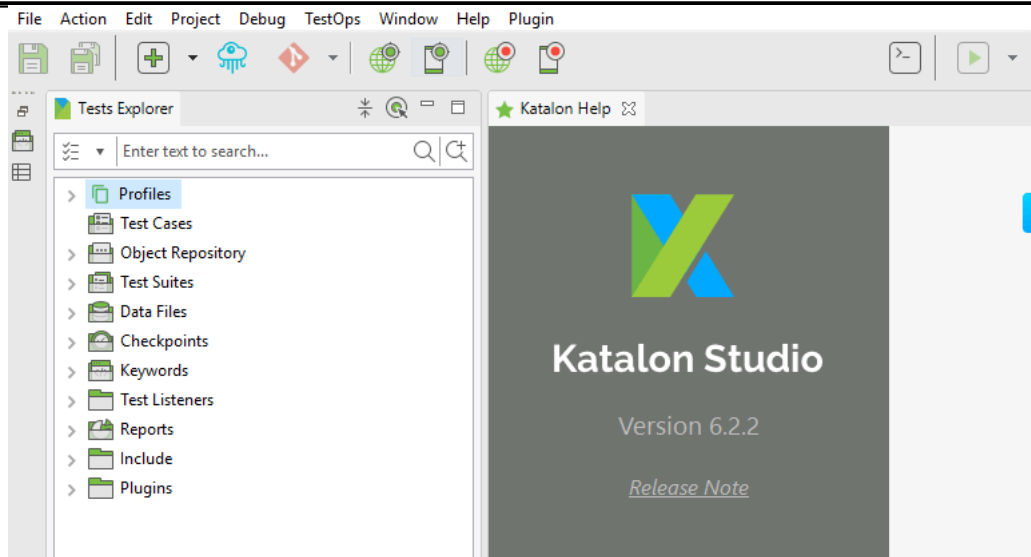 File Action Edit Project Debug TestOps Window Help Plugin
Tests Explorer
Katalon Help
Enter text to search...
Profiles
Test Cases
Object Repository
Test Suites
Data Files
Checkpoints
Keywords
Test Listeners
Reports
Include
Plugins
Katalon Studio
Version 6.2.2
Release Note